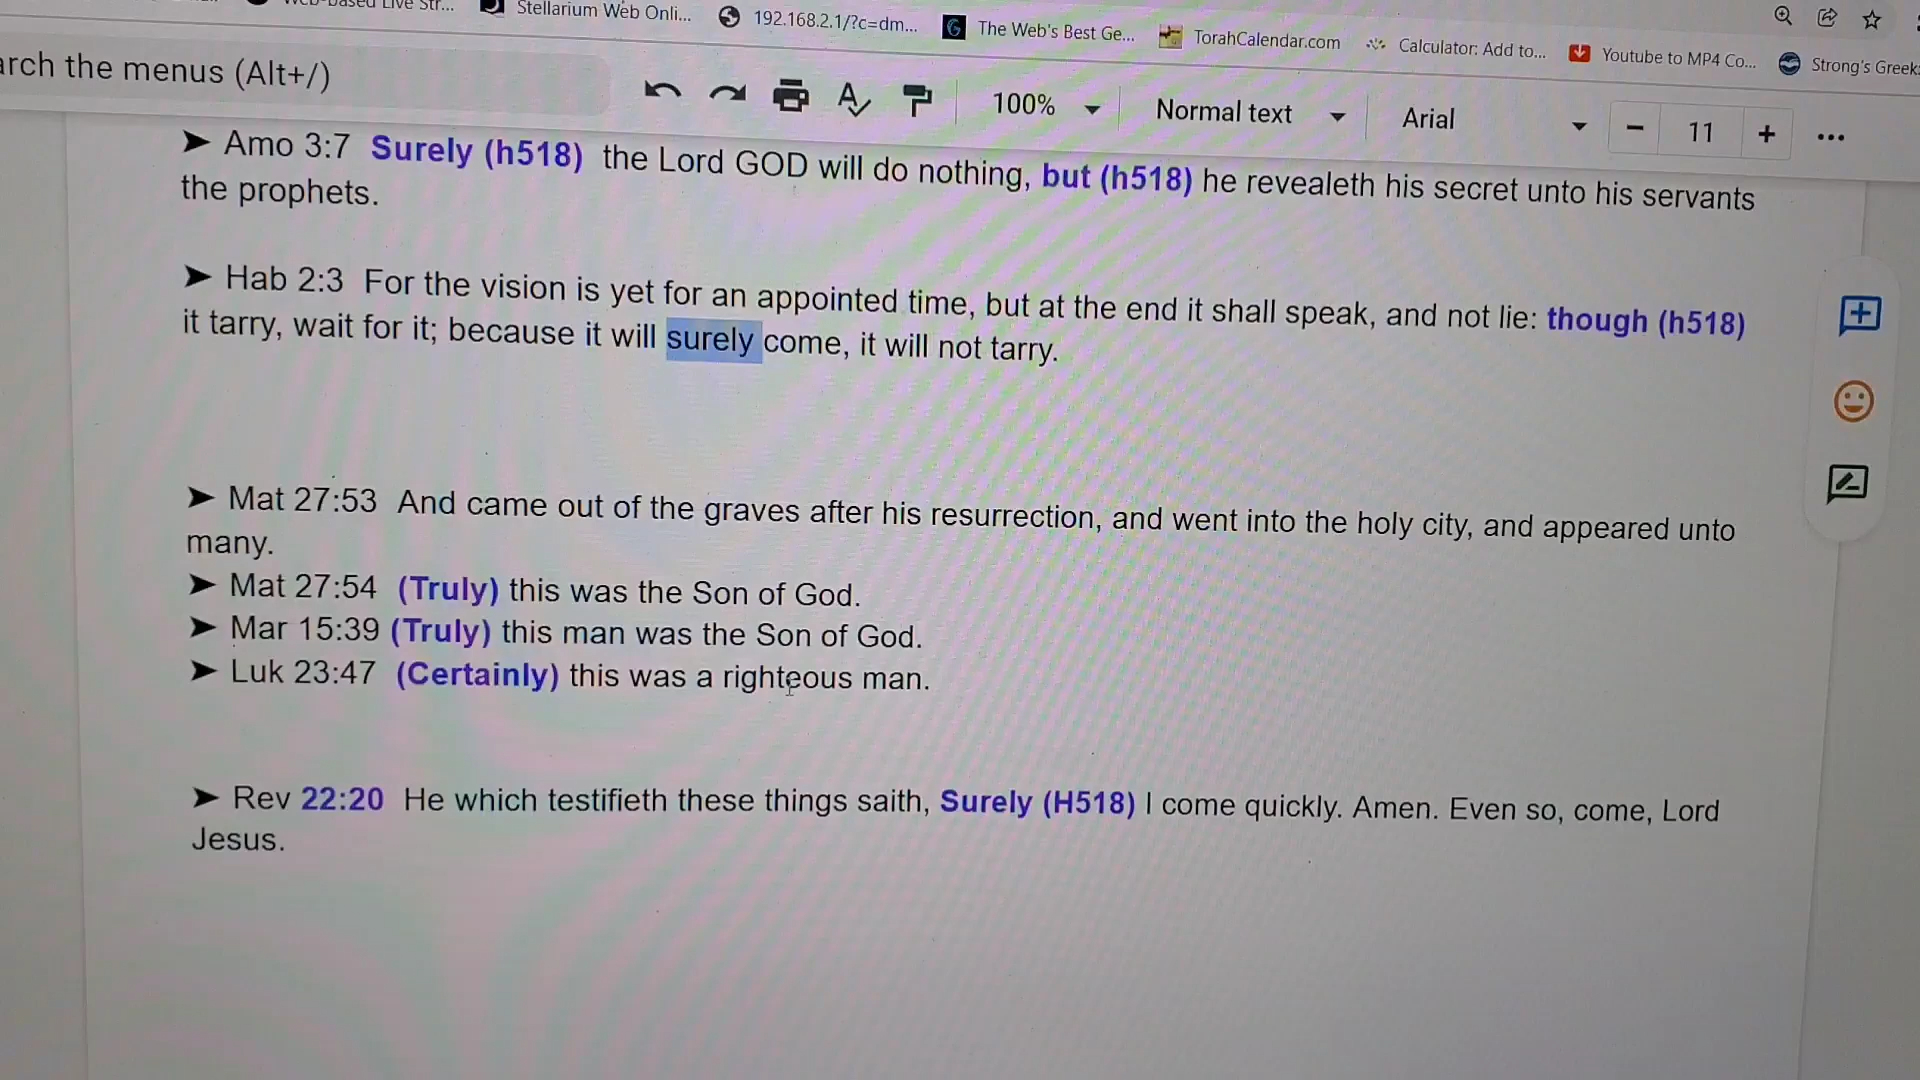 Web-Based Live Str...
Stellarium Web Onli...
192.168.2.1/?c=dm...
The Web's Best Ge...
TorahCalendar.com
Calculator: Add to...
Youtube to MP4 Co...
Strong's Greek:
arch the menus (Alt+/)
100%
Normal text
Arial
11
➤ Amo 3:7 Surely (h518) the Lord GOD will do nothing, but (h518) he revealeth his secret unto his servants
the prophets.
➤ Hab 2:3 For the vision is yet for an appointed time, but at the end it shall speak, and not lie: though (h518)
it tarry, wait for it; because it will surely come, it will not tarry.
➤ Mat 27:53 And came out of the graves after his resurrection, and went into the holy city, and appeared unto
many.
➤ Mat 27:54 (Truly) this was the Son of God.
➤ Mar 15:39 (Truly) this man was the Son of God.
➤ Luk 23:47 (Certainly) this was a righteous man.
➤ Rev 22:20 He which testifieth these things saith, Surely (H518) I come quickly. Amen. Even so, come, Lord
Jesus.